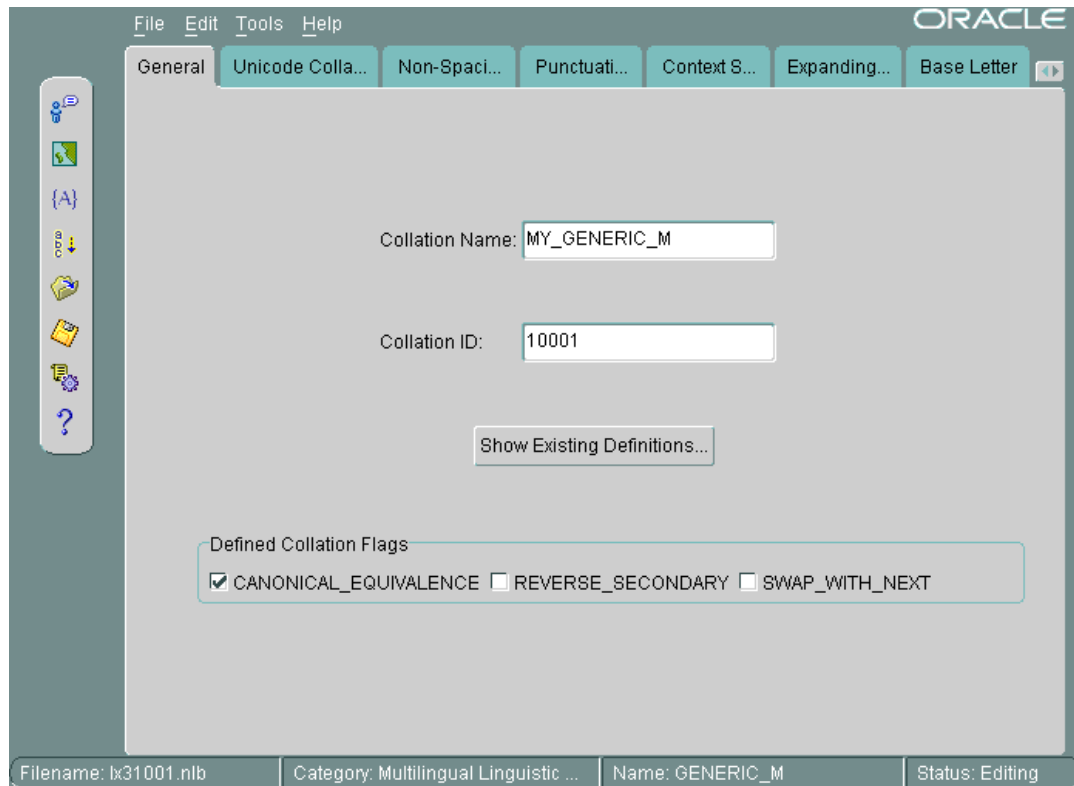 File Edit Tools Help ORACLE
General Unicode Colla... Non-Spaci... Punctuati... Context S... Expanding... Base Letter
{A}
a
b
c
?
Collation Name: MY_GENERIC_M
Collation ID: 10001
Show Existing Definitions...
Defined Collation Flags
CANONICAL_EQUIVALENCE REVERSE_SECONDARY SWAP_WITH_NEXT
Filename: lx31001.nlb Category: Multilingual Linguistic ... Name: GENERIC_M Status: Editing